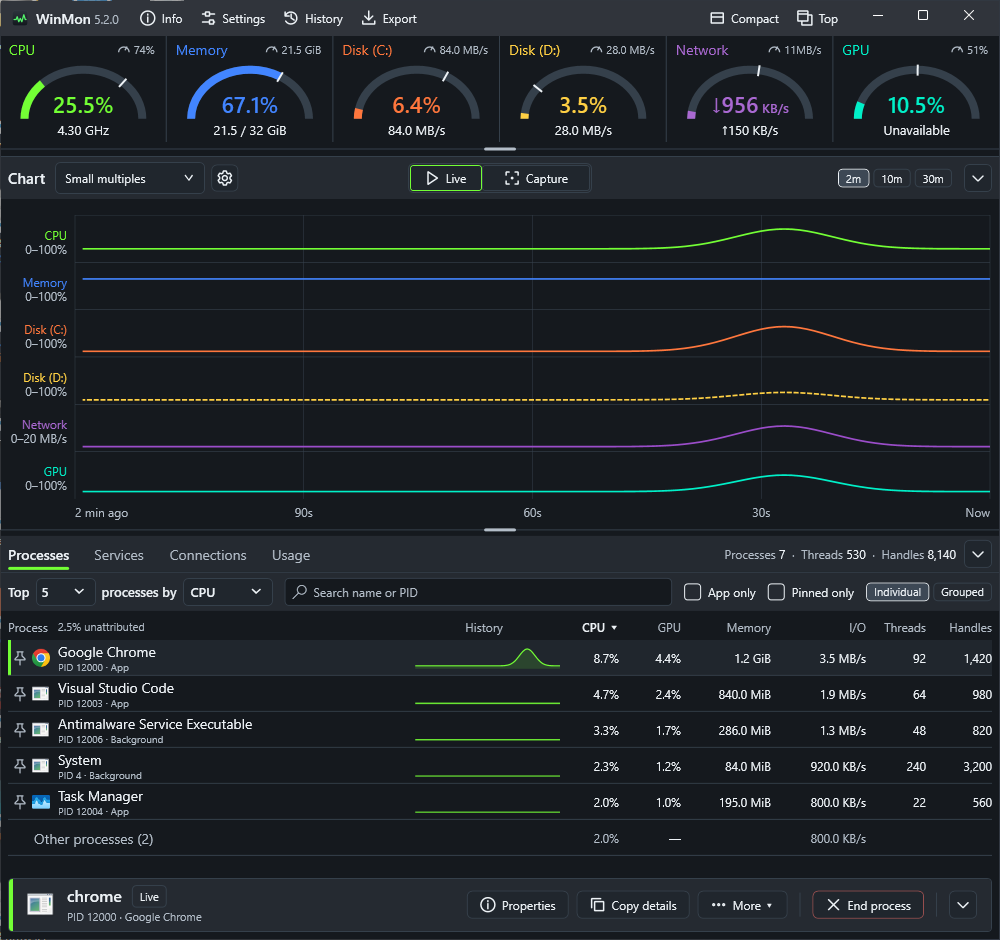 WinMon 5.2.0 Info Settings History Export Compact Top
CPU 74% Memory 21.5 GiB Disk (C:) 84.0 MB/s Disk (D:) 28.0 MB/s Network 11MB/s GPU 51%
25.5% 67.1% 6.4% 3.5% ↓956 KB/s 10.5%
4.30 GHz 21.5 / 32 GiB 84.0 MB/s 28.0 MB/s ↑150 KB/s Unavailable
Chart Small multiples Live Capture 2m 10m 30m
CPU
0–100%
Memory
0–100%
Disk (C:)
0–100%
Disk (D:)
0–100%
Network
0–20 MB/s
GPU
0–100%
2 min ago 90s 60s 30s Now
Processes Services Connections Usage Processes 7 · Threads 530 · Handles 8,140
Top 5 processes by CPU Search name or PID App only Pinned only Individual Grouped
Process 2.5% unattributed History CPU ▼ GPU Memory I/O Threads Handles
Google Chrome 8.7% 4.4% 1.2 GiB 3.5 MB/s 92 1,420
PID 12000 · App
Visual Studio Code 4.7% 2.4% 840.0 MiB 1.9 MB/s 64 980
PID 12003 · App
Antimalware Service Executable 3.3% 1.7% 286.0 MiB 1.3 MB/s 48 820
PID 12006 · Background
System 2.3% 1.2% 84.0 MiB 920.0 KB/s 240 3,200
PID 4 · Background
Task Manager 2.0% 1.0% 195.0 MiB 800.0 KB/s 22 560
PID 12004 · App
Other processes (2) 2.0% — 800.0 KB/s
chrome Live Properties Copy details ••• More ▾ End process
PID 12000 · Google Chrome